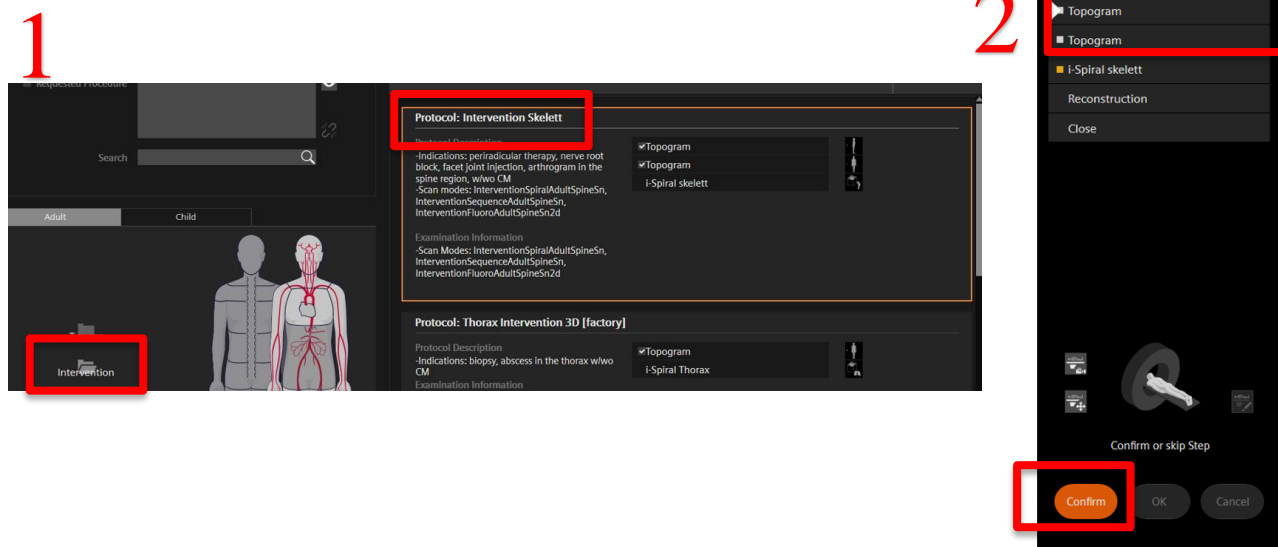 1
Requested Procedure
Search
Adult
Child
Intervention
Protocol: Intervention Skelett
Protocol Description
-Indications: periradicular therapy, nerve root
block, facet joint injection, arthrogram in the
spine region, w/wo CM
-Scan modes: InterventionSpiralAdultSpineSn,
InterventionSequenceAdultSpineSn,
InterventionFluoroAdultSpineSn2d
Examination Information
-Scan Modes: InterventionSpiralAdultSpineSn,
InterventionSequenceAdultSpineSn,
InterventionFluoroAdultSpineSn2d
Topogram
Topogram
i-Spiral skelett
Protocol: Thorax Intervention 3D [factory]
Protocol Description
-Indications: biopsy, abscess in the thorax w/wo
CM
Examination Information
Topogram
i-Spiral Thorax
2
Topogram
Topogram
i-Spiral skelett
Reconstruction
Close
Confirm or skip Step
Confirm
OK
Cancel